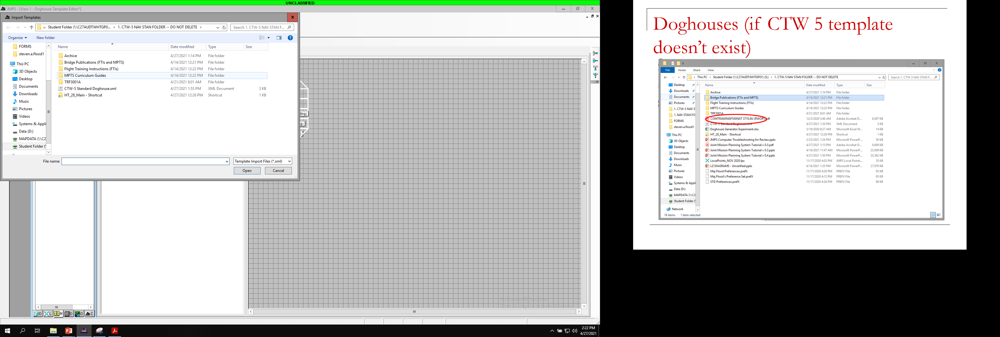 UNCLASSIFIED
JMPS - [View 1 - Doghouse Template Editor*]
Import Templates
« Student Folder (\\C27AUDTWHTGP0... > 1. CTW-5 NAV STAN FOLDER -- DO NOT DELETE >
Search 1. CTW-5 NAV STAN F...
Organize New folder
Name Date modified Type Size
FORMS
steven.a.flood1
This PC
3D Objects
Desktop
Documents
Downloads
Music
Pictures
Videos
Systems & Appli
Data (D:)
MAPDATA (\\C2
Student Folder (\
Archive 4/27/2021 1:14 PM File folder
Bridge Publications (FTIs and MPTS) 4/14/2021 12:21 PM File folder
Flight Training Instructions (FTIs) 4/14/2021 12:22 PM File folder
MPTS Curriculum Guides 4/14/2021 12:22 PM File folder
TRF3001A 4/21/2021 8:01 AM File folder
CTW-5 Standard Doghouse.xml 4/27/2021 1:55 PM XML Document 3 KB
HT_28_Main - Shortcut 4/27/2021 12:26 PM Shortcut 1 KB
File name: Template Import Files (*.xml)
Open Cancel
ding)
g)
)
D L M D O C
Activate Windows
Go to Settings to activate Windows.
2:22 PM
4/27/2021
Doghouses (if CTW 5 template
doesn't exist)
File Home Share View
> This PC > Student Folder (\\C27AUDTWHTGP01) (S:) > 1. CTW-5 NAV STAN FOLDER -- DO NOT DELETE
Search 1. CTW-5 NAV STAN F...
Name Date modified Type Size
Desktop
Downloads
Documents
Pictures
1. CTW-5 NAV S
1. NAV STAN FO
FORMS
steven.a.flood1
This PC
3D Objects
Desktop
Documents
Downloads
Music
Pictures
Videos
Systems & Appli
Data (D:)
MAPDATA (\\C2
Student Folder (\
Network
Archive 4/27/2021 1:14 PM File folder
Bridge Publications (FTIs and MPTS) 4/14/2021 12:21 PM File folder
Flight Training Instructions (FTIs) 4/14/2021 12:22 PM File folder
MPTS Curriculum Guides 4/14/2021 12:22 PM File folder
TRF3001A 4/21/2021 8:01 AM File folder
COMTRAWINGFIVEINST 3710.8U (RWOP).pdf 12/2/2020 5:46 AM Adobe Acrobat D... 6,097 KB
CTW-5 Standard Doghouse.xml 4/27/2021 1:55 PM XML Document 3 KB
Doghouse Generator Experiment.xlsx 5/19/2020 8:27 AM Microsoft Excel W... 14 KB
HT_28_Main - Shortcut 4/27/2021 12:26 PM Shortcut 1 KB
JMPS Computer Troubleshooting for Review.pptx 2/23/2021 1:24 PM Microsoft PowerP... 50 KB
Joint Mission Planning System Tutorial v 0.3.pdf 4/27/2021 1:15 PM Adobe Acrobat D... 9,608 KB
Joint Mission Planning System Tutorial v 0.3.pptx 4/16/2021 11:47 AM Microsoft PowerP... 23,099 KB
Joint Mission Planning System Tutorial v 0.4.pptx 4/27/2021 1:50 PM Microsoft PowerP... 23,362 KB
LocalPoints_NOV 2020.lpx 11/17/2020 4:03 PM JMPS Local Points... 35 KB
LZ DIAGRAMS - Unverified.pptx 4/14/2021 1:35 PM Microsoft PowerP... 27,978 KB
Maj Flood Preferences.prefX 11/17/2020 4:30 PM PREFX File 95 KB
Maj Flood's Preference Set.prefX 11/17/2020 4:12 PM PREFX File 95 KB
STD Preferences.prefX 11/17/2020 4:34 PM PREFX File 98 KB
18 items 1 item selected